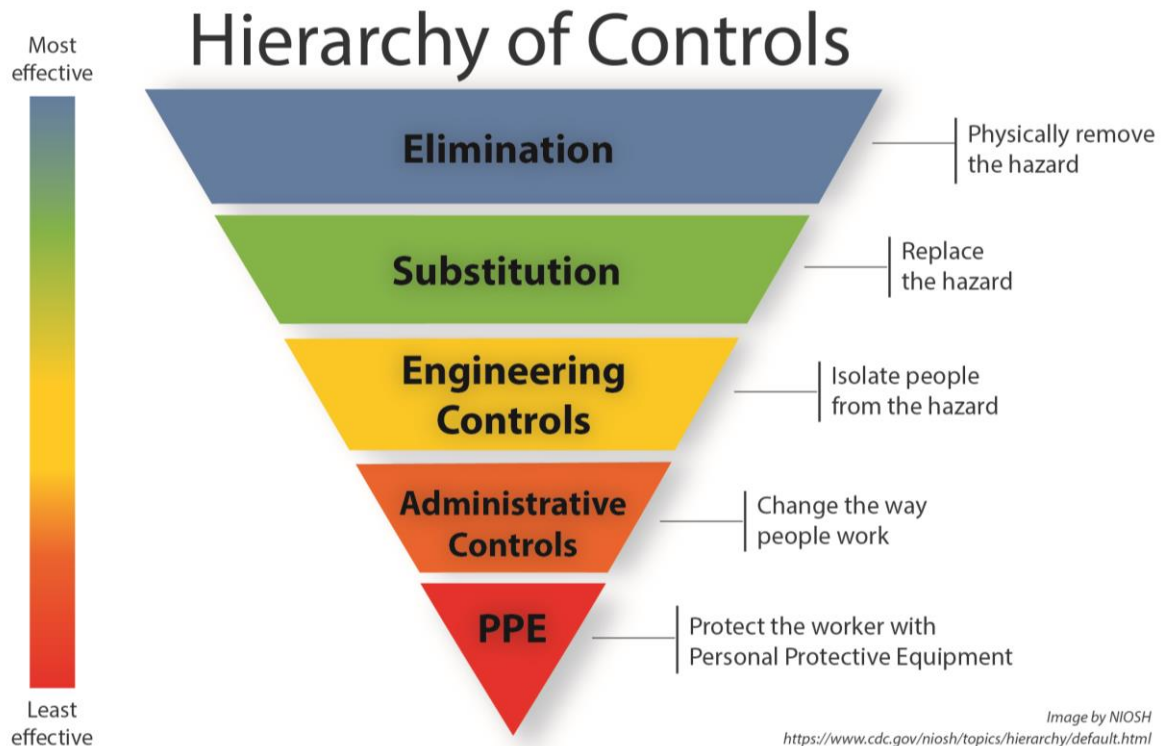 Hierarchy of Controls
Most
effective
Elimination
Physically remove
the hazard
Substitution
Replace
the hazard
Engineering
Controls
Isolate people
from the hazard
Administrative
Controls
Change the way
people work
PPE
Protect the worker with
Personal Protective Equipment
Least
effective
Image by NIOSH
https://www.cdc.gov/niosh/topics/hierarchy/default.html